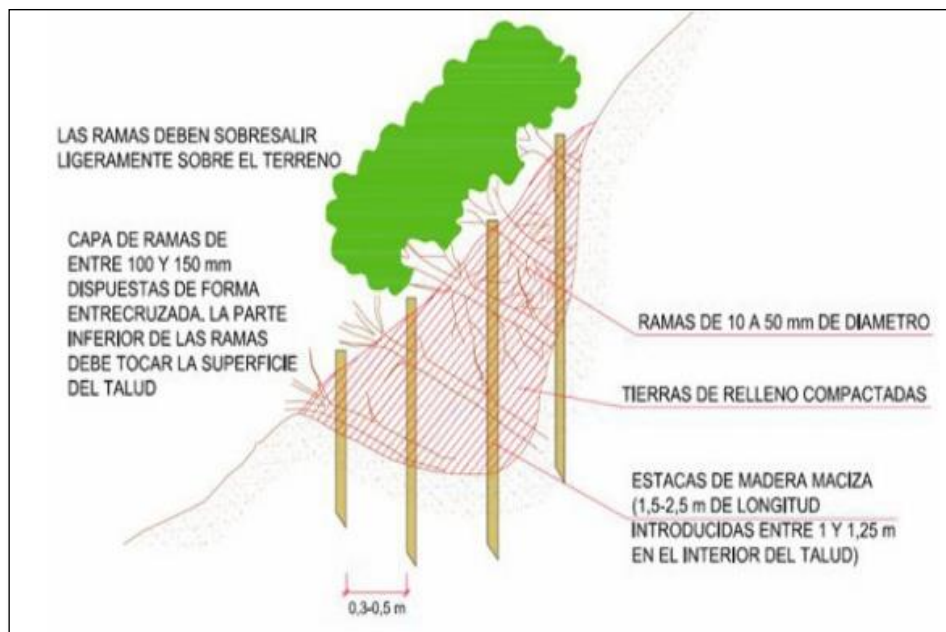 LAS RAMAS DEBEN SOBRESALIR
LIGERAMENTE SOBRE EL TERRENO
CAPA DE RAMAS DE
ENTRE 100 Y 150 mm
DISPUESTAS DE FORMA
ENTRECRUZADA. LA PARTE
INFERIOR DE LAS RAMAS
DEBE TOCAR LA SUPERFICIE
DEL TALUD
RAMAS DE 10 A 50 mm DE DIAMETRO
TIERRAS DE RELLENO COMPACTADAS
ESTACAS DE MADERA MACIZA
(1,5-2,5 m DE LONGITUD
INTRODUCIDAS ENTRE 1 Y 1,25 m
EN EL INTERIOR DEL TALUD)
0,3-0,5 m